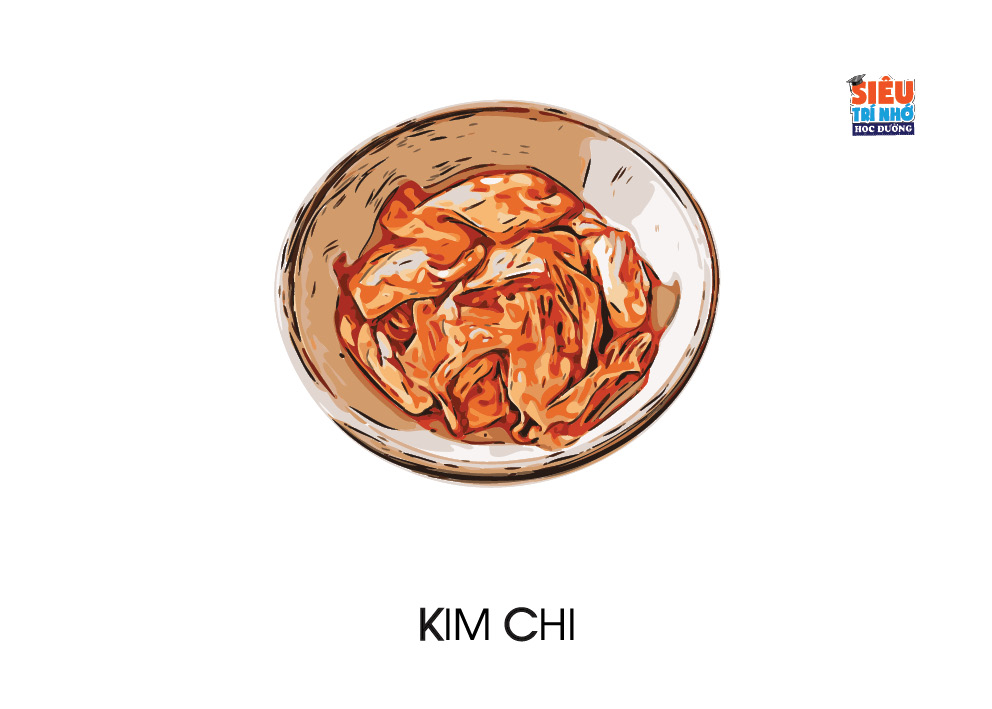 SIÊU
TRÍ NHỚ
HỌC ĐƯỜNG
KIM CHI